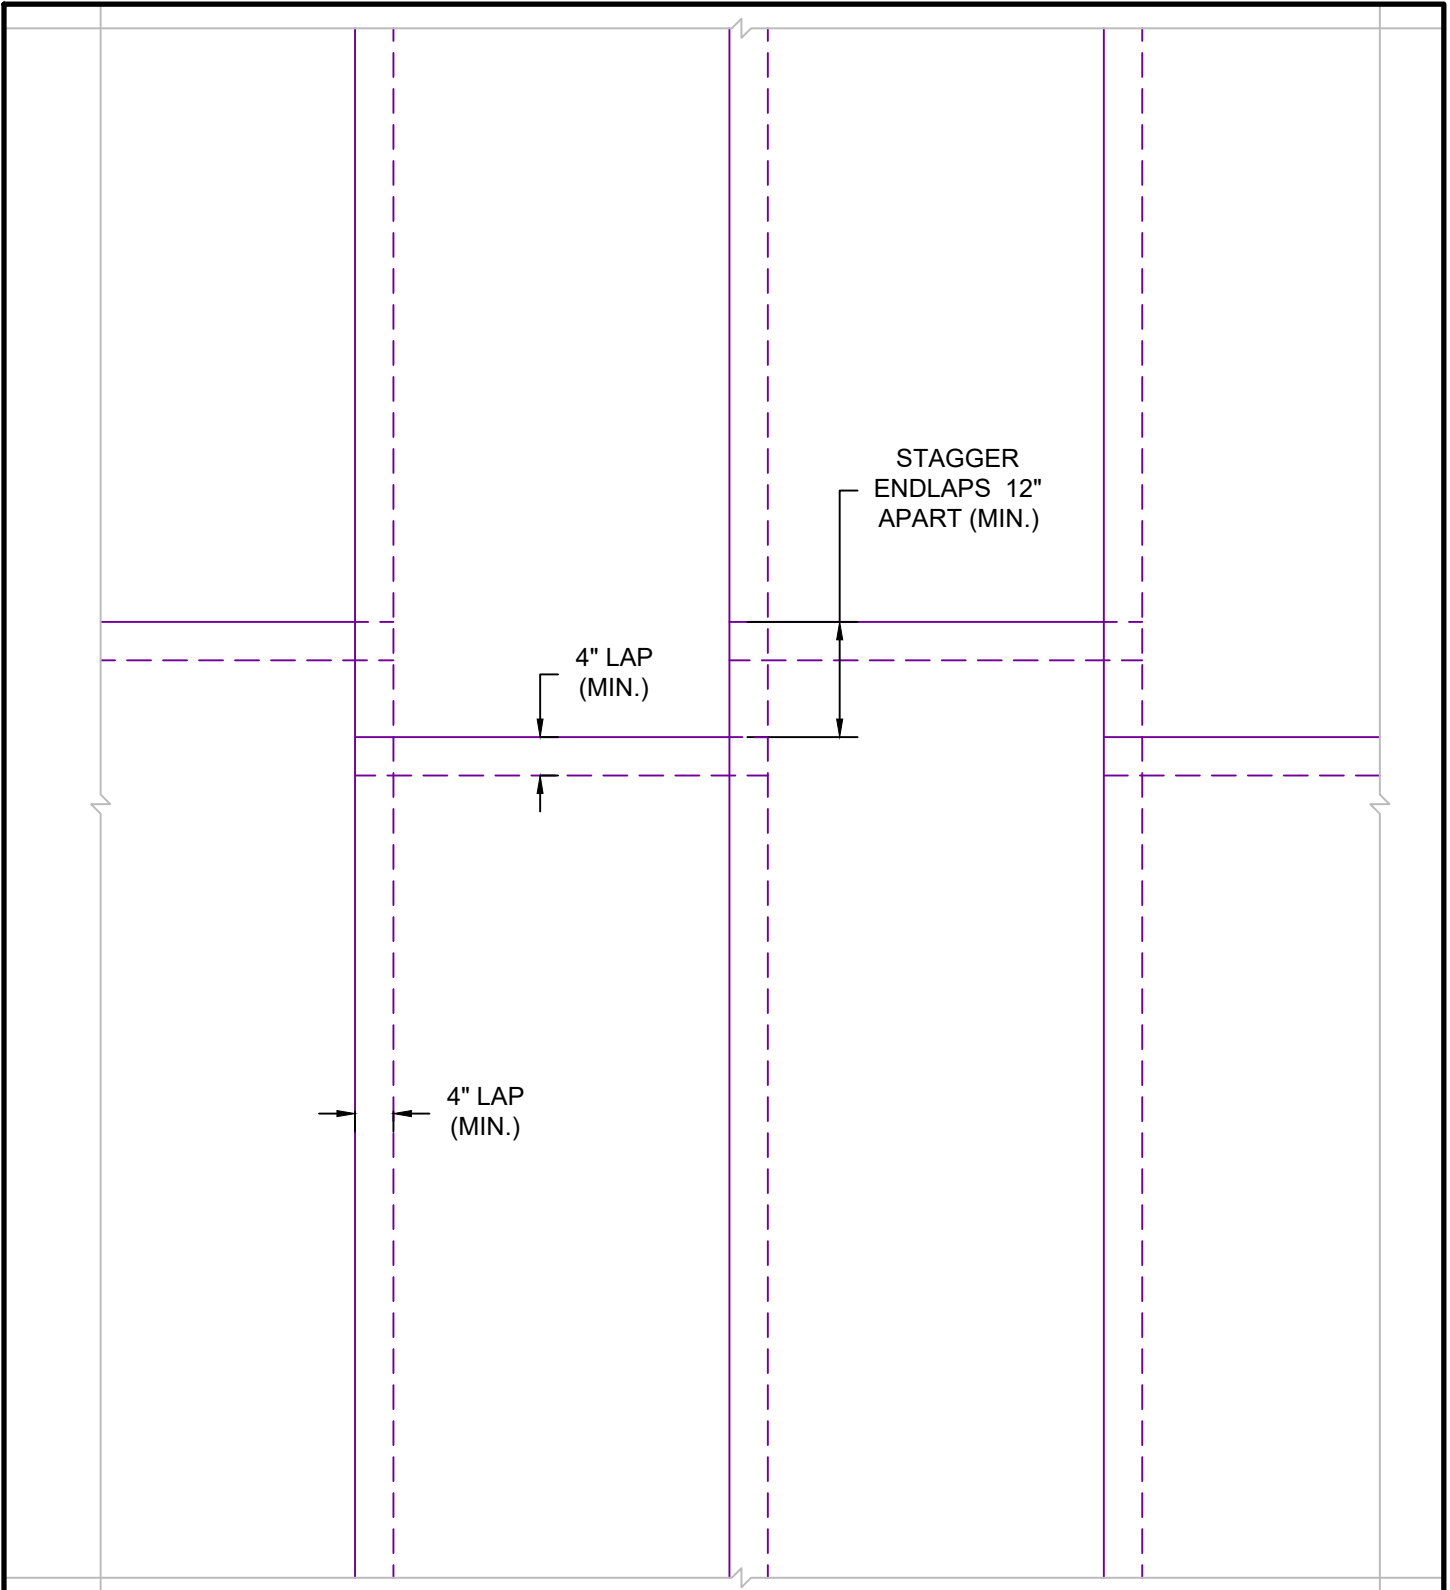 STAGGER
ENDLAPS  12"
APART (MIN.)
4" LAP
(MIN.)
4" LAP
(MIN.)